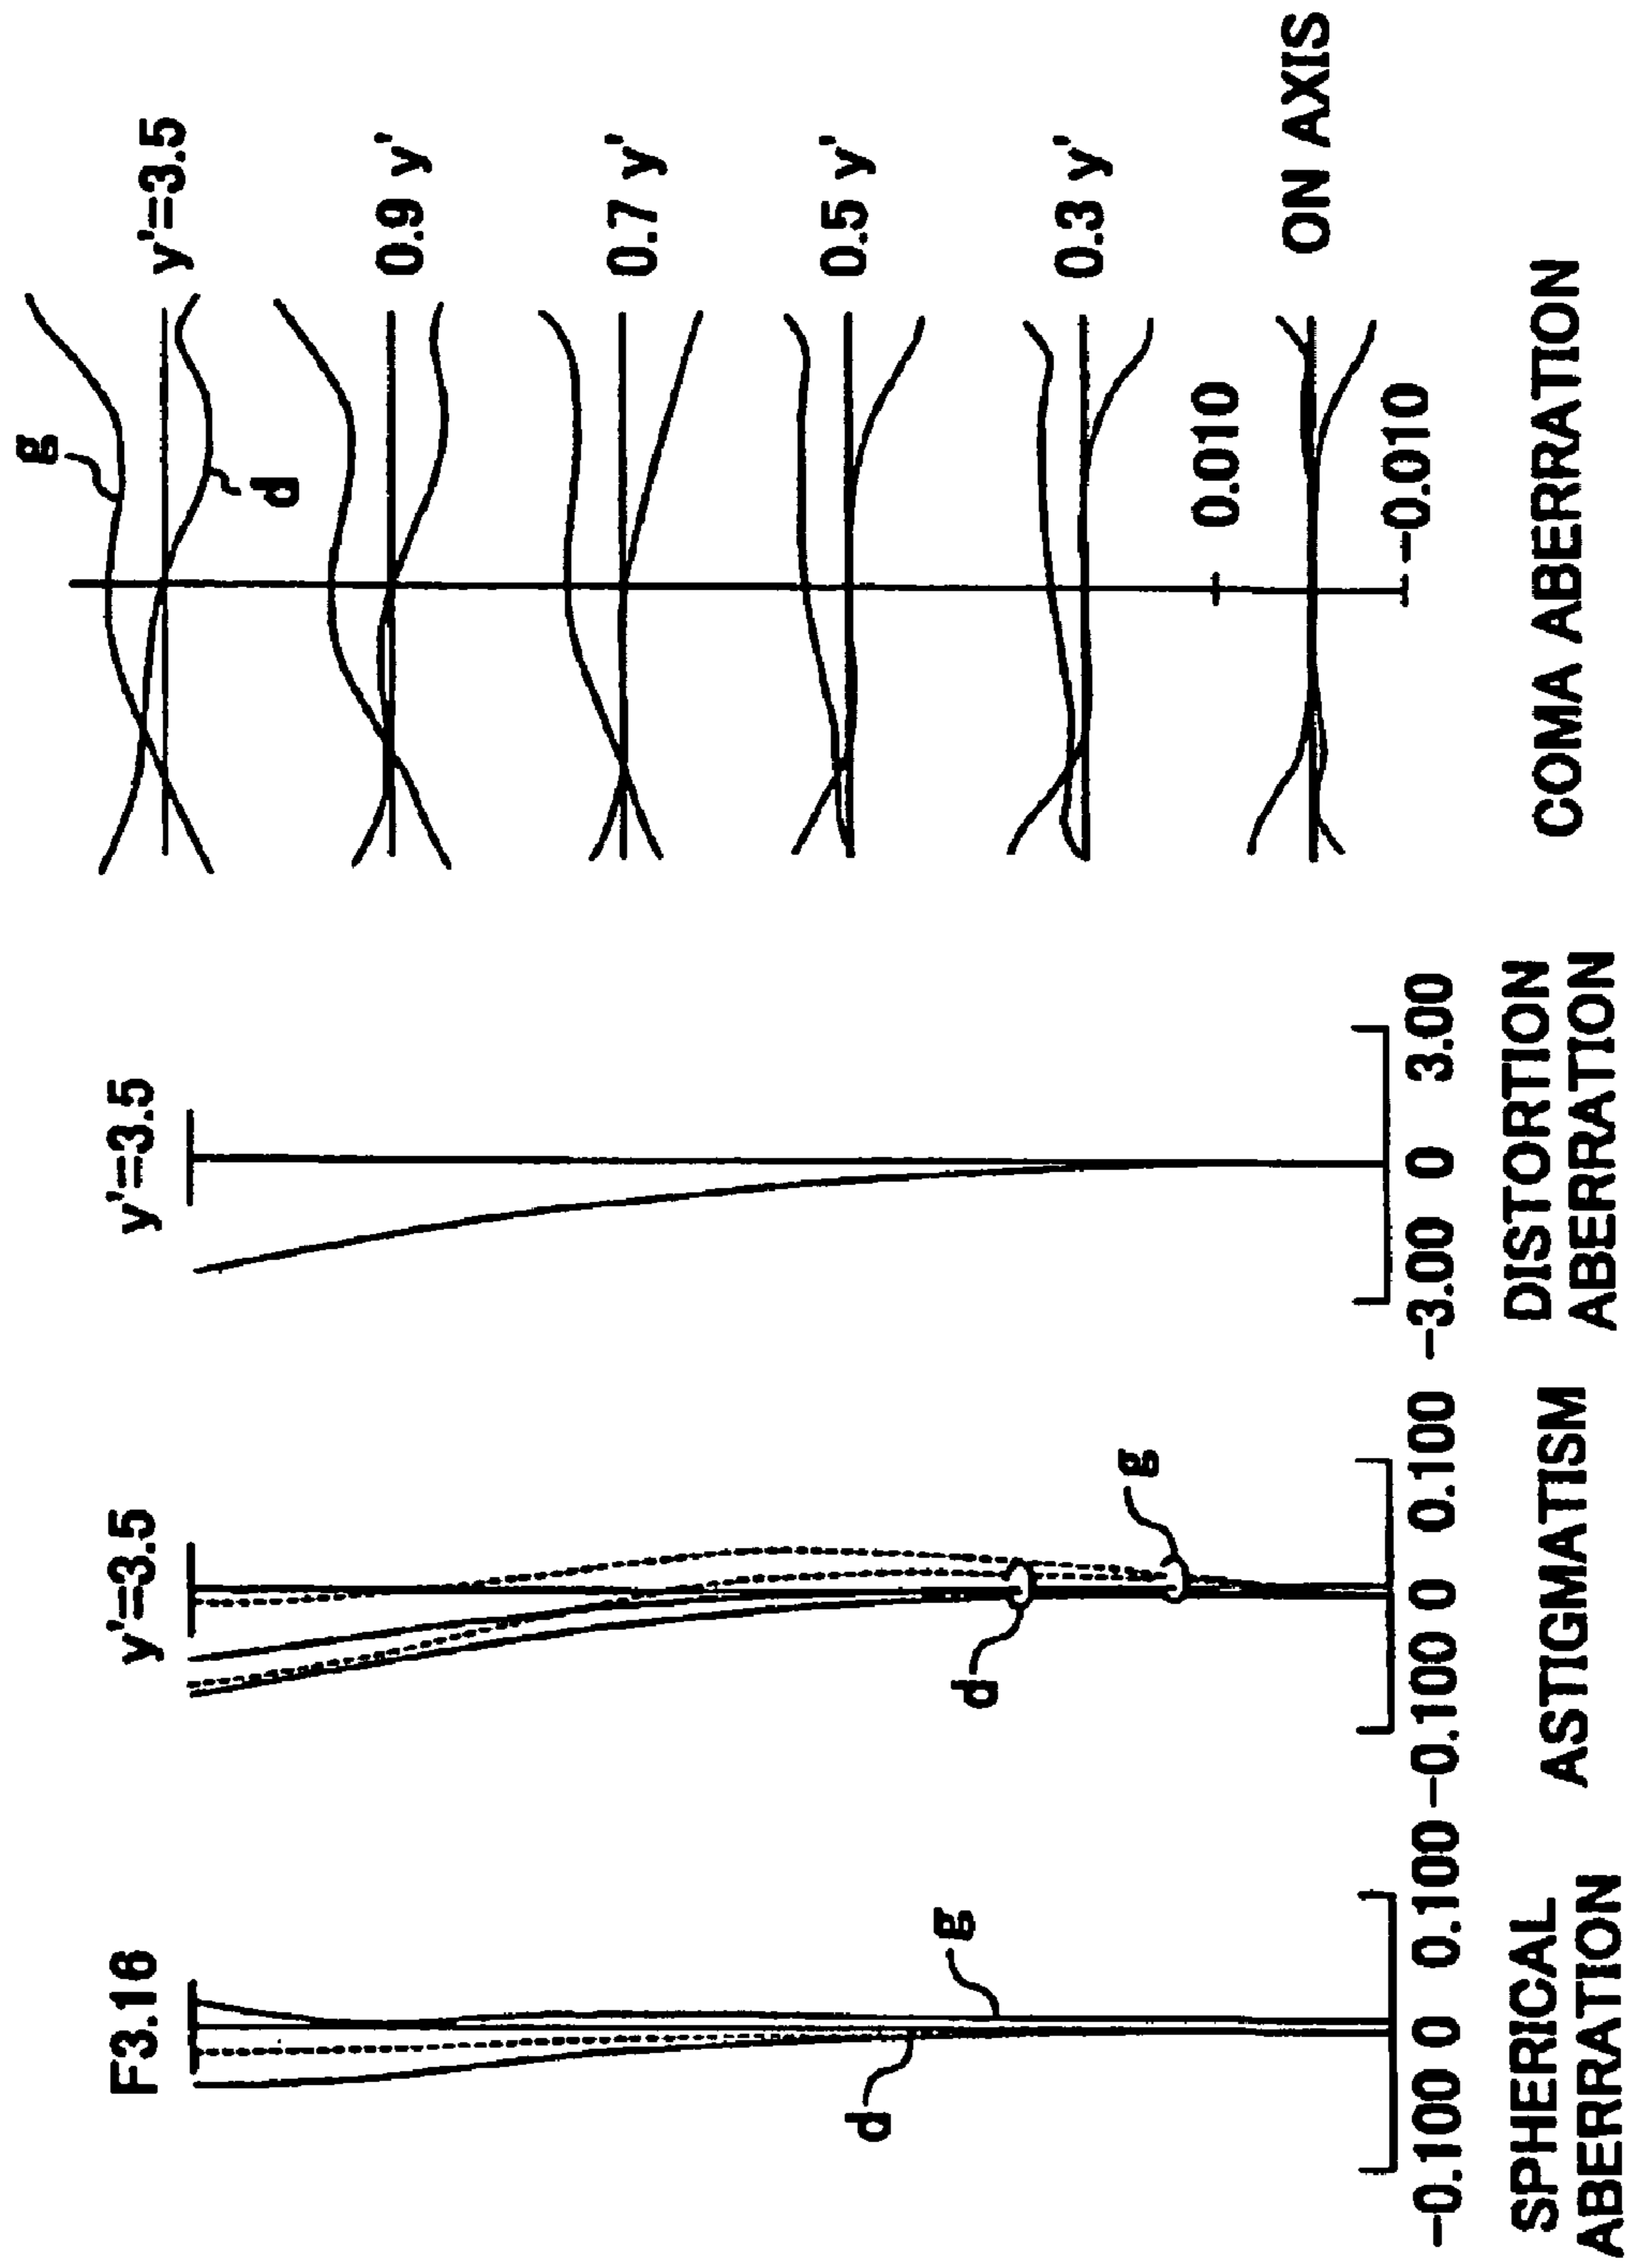 F3.16
g
d
-0.100 0 0.100
SPHERICAL
ABERRATION
y'=3.5
g
d
-0.100 0 0.100
ASTIGMATISM
y'=3.5
-3.00 0 3.00
DISTORTION
ABERRATION
g
d
y'=3.5
0.9 y'
0.7 y'
0.5 y'
0.3 y'
0.010
ON AXIS
-0.010
COMA ABERRATION